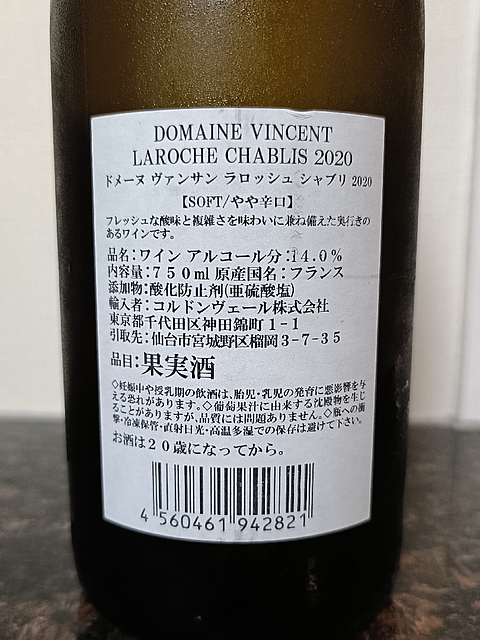 DOMAINE VINCENT
LAROCHE CHABLIS 2020
ドメーヌ ヴァンサン ラロッシュ シャブリ 2020
【SOFT/やや辛口】
フレッシュな酸味と複雑さを味わいに兼ね備えた奥行きの
あるワインです。
品名:ワイン アルコール分:14.0%
内容量:750ml 原産国名:フランス
添加物:酸化防止剤(亜硫酸塩)
輸入者:コルドンヴェール株式会社
東京都千代田区神田錦町1-1
引取先:仙台市宮城野区榴岡3-7-35
品目:果実酒
◇妊娠中や授乳期の飲酒は、胎児・乳児の発育に悪影響を与
える恐れがあります。◇葡萄果汁に由来する沈殿物を生じ
ることがありますが、品質には問題ありません。◇瓶への衝
撃・冷凍保管・直射日光・高温多湿での保存は避けて下さい。
お酒は20歳になってから。
4 560461 942821